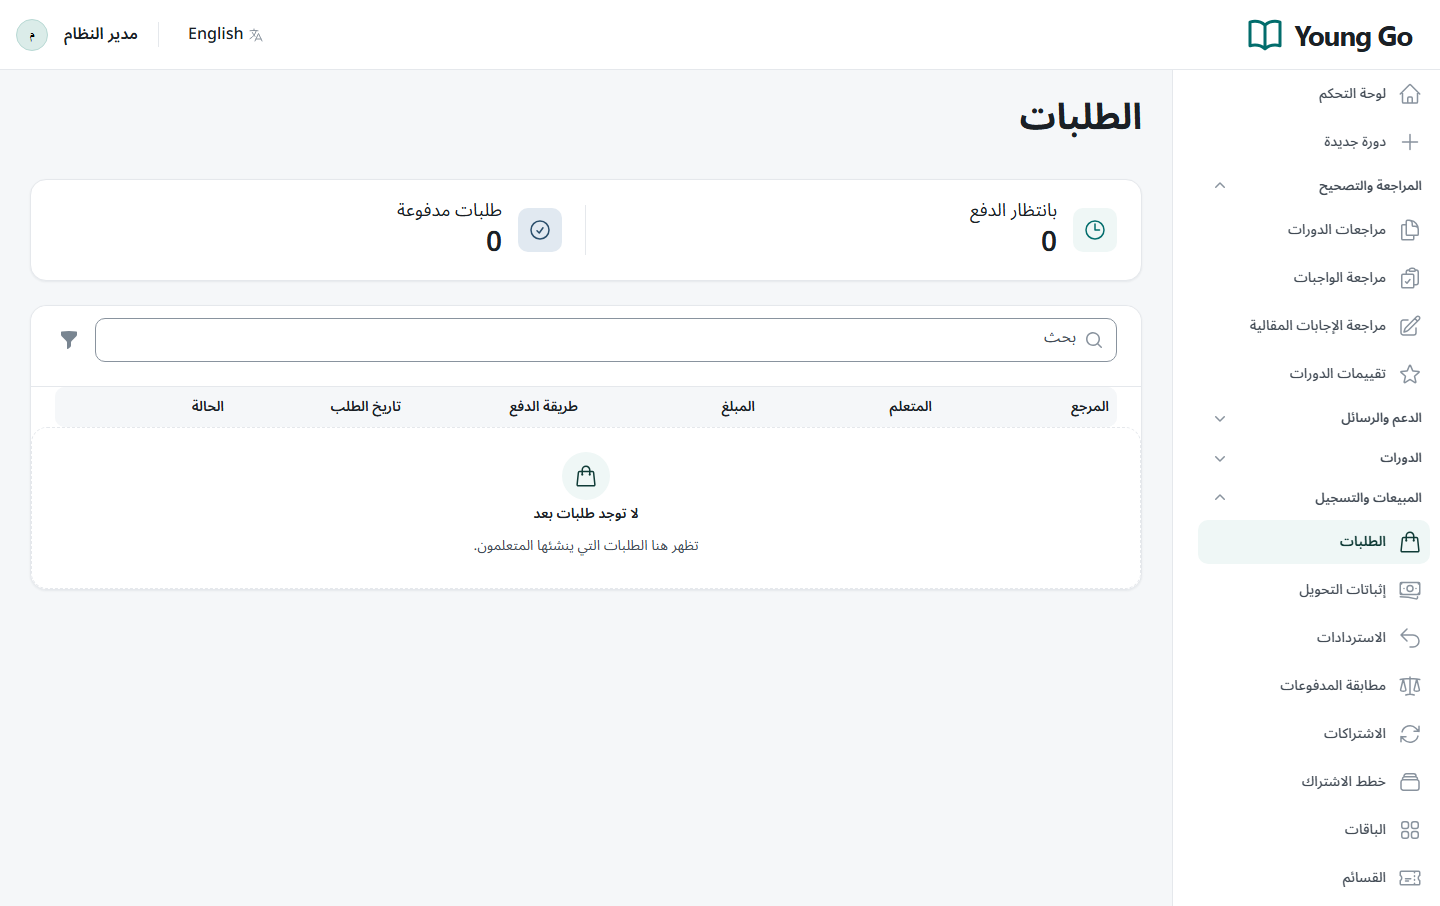 Young Go
English
مدير النظام
م
لوحة التحكم
دورة جديدة
المراجعة والتصحيح
مراجعات الدورات
مراجعة الواجبات
مراجعة الإجابات المقالية
تقييمات الدورات
الدعم والرسائل
الدورات
المبيعات والتسجيل
الطلبات
إثباتات التحويل
الاستردادات
مطابقة المدفوعات
الاشتراكات
خطط الاشتراك
الباقات
القسائم
الطلبات
بانتظار الدفع
0
طلبات مدفوعة
0
بحث
المرجع المتعلم المبلغ طريقة الدفع تاريخ الطلب الحالة
لا توجد طلبات بعد
تظهر هنا الطلبات التي ينشئها المتعلمون.